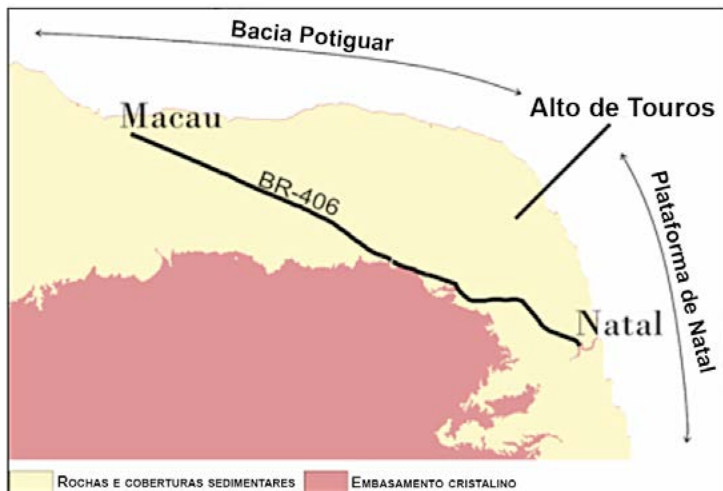 Bacia Potiguar
Alto de Touros
Macau
BR-406
Plataforma de Natal
Natal
ROCHAS E COBERTURAS SEDIMENTARES
EMBASAMENTO CRISTALINO